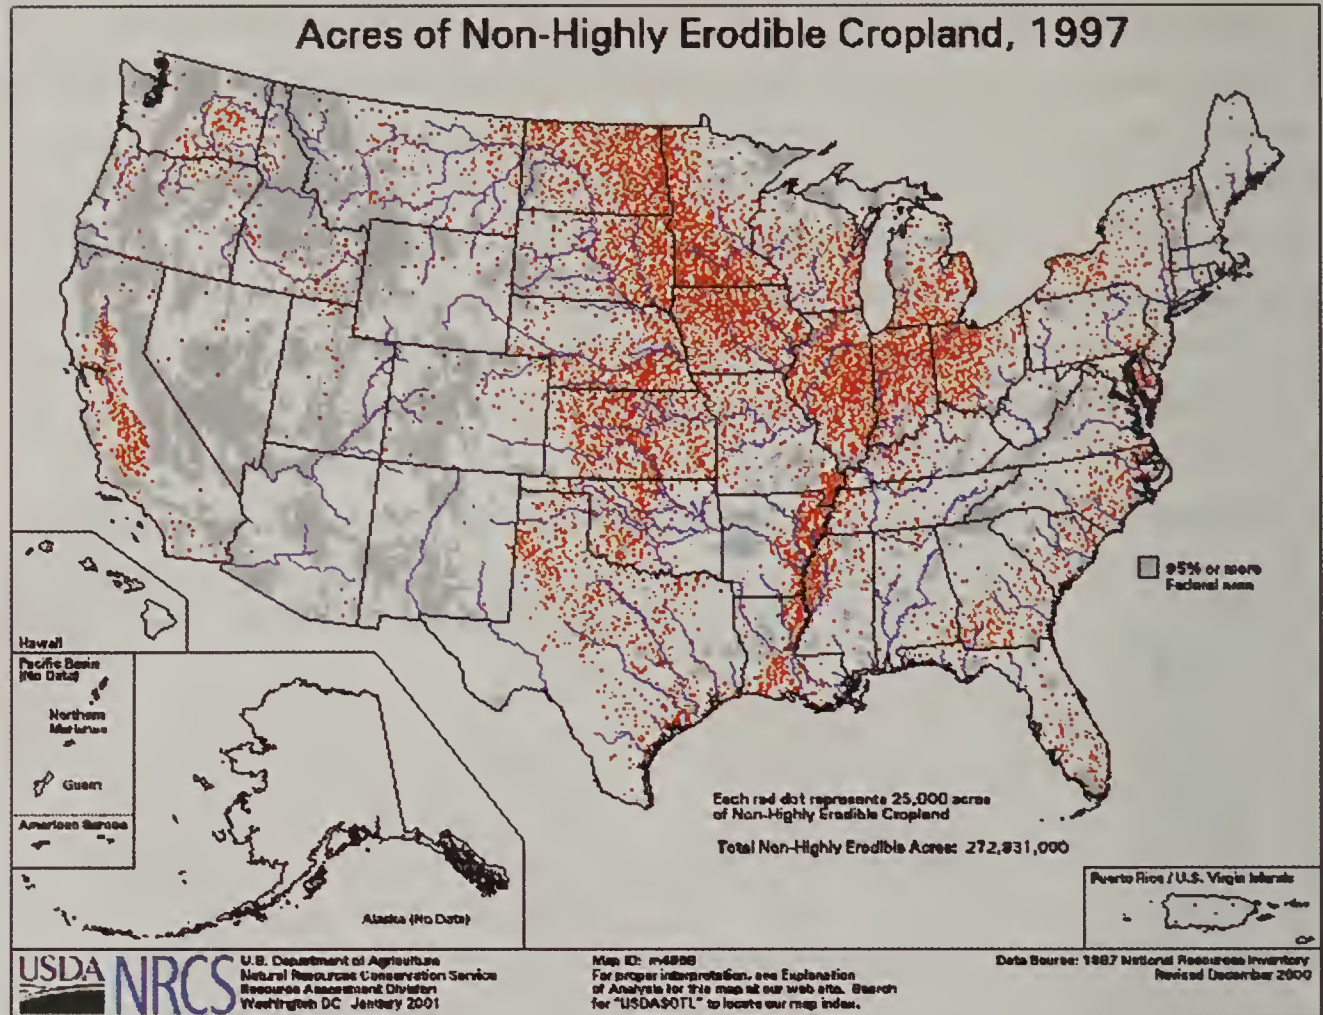 Acres of Non-Highly Erodible Cropland, 1997
95% or more
Federal area
Hawaii
Pacific Basin
(No Data)
Northern
Marianas
Guam
American Samoa
Alaska (No Data)
Each red dot represents 25,000 acres
of Non-Highly Erodible Cropland
Total Non-Highly Erodible Acres: 272,831,000
Puerto Rico / U.S. Virgin Islands
USDA
NRCS
U.S. Department of Agriculture
Natural Resources Conservation Service
Resource Assessment Division
Washington DC January 2001
Map ID:
For proper interpretation, see Explanation
of Analysis for this map at our web site. Search
for "USDASOTL" to locate our map index.
Data Source: 1997 National Resources Inventory
Revised December 2000